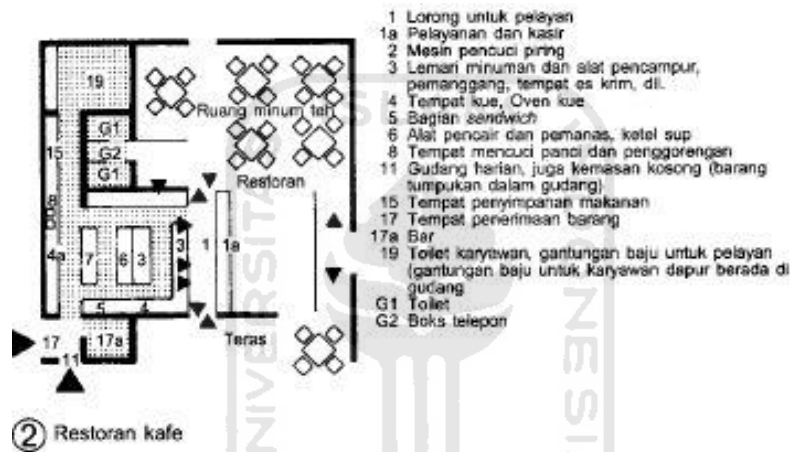 1 Lorong untuk pelayan
1a Pelayanan dan kasir
2 Mesin pencuci piring
3 Lemari minuman dan alat pencampur,
pemanggang, tempat es krim, dll.
4 Tempat kue, Oven kue
5 Bagian sandwich
6 Alat pencair dan pemanas, ketel sup
8 Tempat mencuci panci dan penggorengan
11 Gudang harian, juga kemasan kosong (barang
tumpukan dalam gudang)
15 Tempat penyimpanan makanan
17 Tempat penerimaan barang
17a Bar
19 Toilet karyawan, gantungan baju untuk pelayan
(gantungan baju untuk karyawan dapur berada di
gudang
G1 Toilet
G2 Boks telepon
19
Ruang minum teh
G1
15
G2
G1
Restoran
8
4a
7
6
3
3
1
1a
5
4
17
17a
11
Teras
2 Restoran kafe